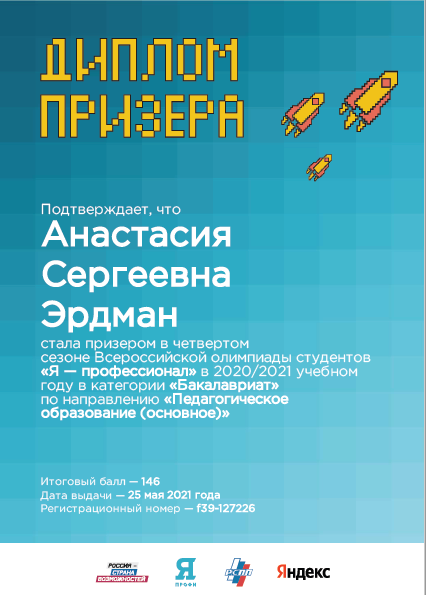 ДИПЛОМ
ПРИЗЕРА
Подтверждает, что
Анастасия
Сергеевна
Эрдман
стала призером в четвертом
сезоне Всероссийской олимпиады студентов
«Я — профессионал» в 2020/2021 учебном
году в категории «Бакалавриат»
по направлению «Педагогическое
образование (основное)»
Итоговый балл — 146
Дата выдачи — 25 мая 2021 года
Регистрационный номер — f39-127226
РОССИЯ –
СТРАНА
ВОЗМОЖНОСТЕЙ
Я
ПРОФИ
РСПП
Яндекс